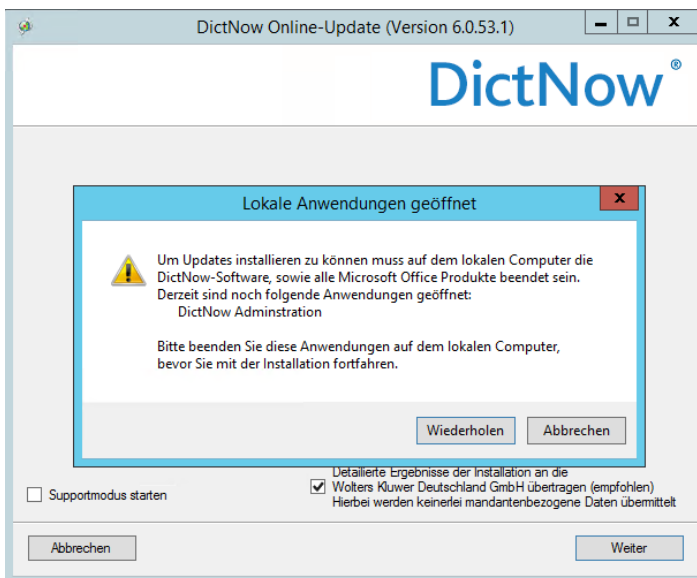 DictNow Online-Update (Version 6.0.53.1)
DictNow®
Lokale Anwendungen geöffnet
Um Updates installieren zu können muss auf dem lokalen Computer die
DictNow-Software, sowie alle Microsoft Office Produkte beendet sein.
Derzeit sind noch folgende Anwendungen geöffnet:
DictNow Adminstration
Bitte beenden Sie diese Anwendungen auf dem lokalen Computer,
bevor Sie mit der Installation fortfahren.
Wiederholen
Abbrechen
Supportmodus starten
Detaillierte Ergebnisse der Installation an die
Wolters Kluwer Deutschland GmbH übertragen (empfohlen)
Hierbei werden keinerlei mandantenbezogene Daten übermittelt
Abbrechen
Weiter